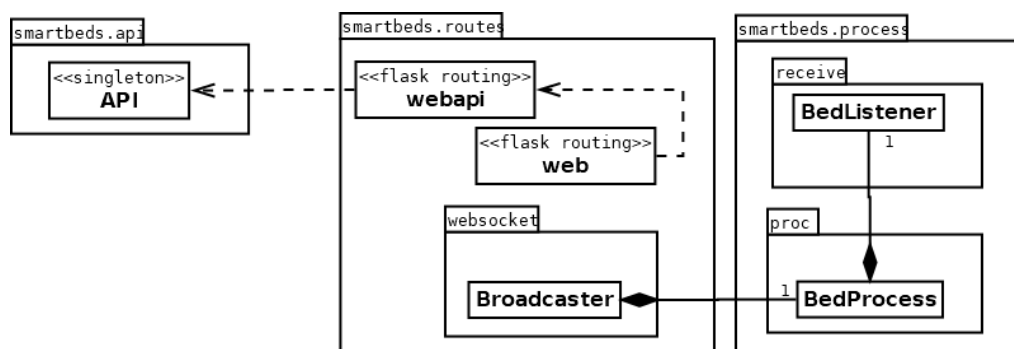 smartbeds.api
<<singleton>>
API
smartbeds.routes
<<flask routing>>
webapi
<<flask routing>>
web
websocket
Broadcaster
smartbeds.process
receive
BedListener
1
proc
1
BedProcess